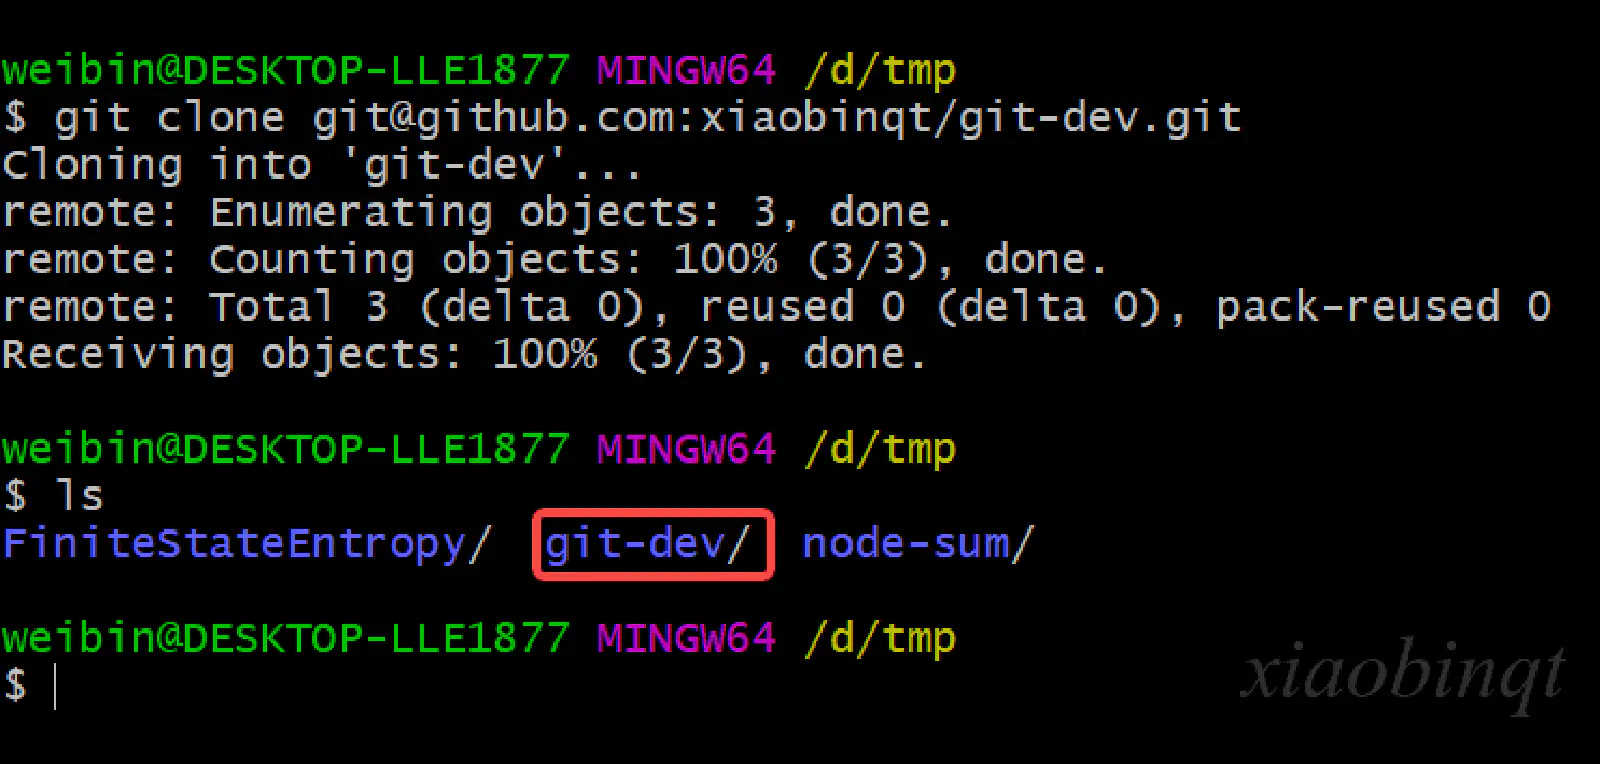 weibin@DESKTOP-LLE1877 MINGW64 /d/tmp
$ git clone git@github.com:xiaobinqt/git-dev.git
Cloning into 'git-dev'...
remote: Enumerating objects: 3, done.
remote: Counting objects: 100% (3/3), done.
remote: Total 3 (delta 0), reused 0 (delta 0), pack-reused 0
Receiving objects: 100% (3/3), done.
weibin@DESKTOP-LLE1877 MINGW64 /d/tmp
$ ls
FiniteStateEntropy/ git-dev/ node-sum/
weibin@DESKTOP-LLE1877 MINGW64 /d/tmp
$
xiaobinqt